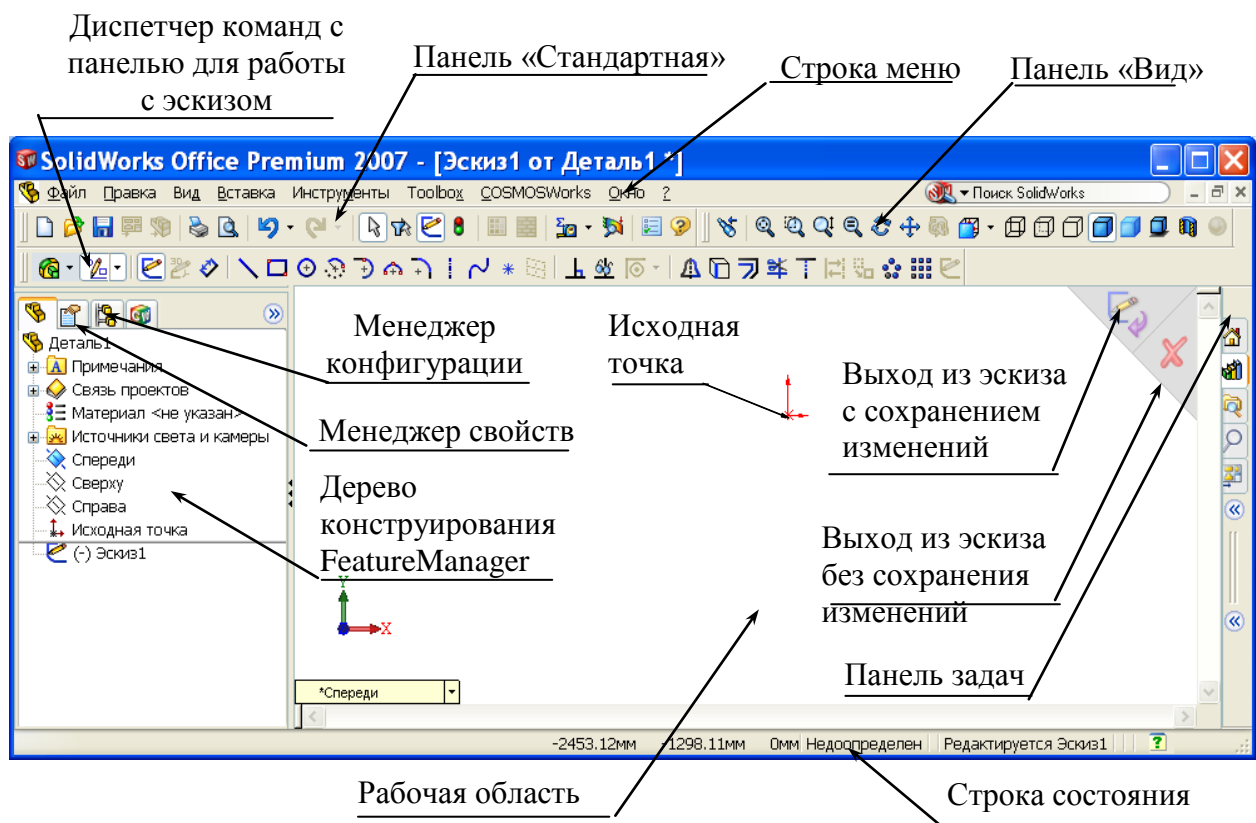 Диспетчер команд с
панелью для работы
с эскизом
Панель «Стандартная»
Строка меню
Панель «Вид»
SolidWorks Office Premium 2007 - [Эскиз1 от Деталь1 *]
Файл Правка Вид Вставка Инструменты Toolbox COSMOSWorks Окно ?
Поиск SolidWorks
Деталь1
Примечания
Связь проектов
Материал <не указан>
Источники света и камеры
Спереди
Сверху
Справа
Исходная точка
(-) Эскиз1
Менеджер
конфигурации
Исходная
точка
Выход из эскиза
с сохранением
изменений
Менеджер свойств
Дерево
конструирования
FeatureManager
Выход из эскиза
без сохранения
изменений
Y
X
Панель задач
*Спереди
-2453.12мм -1298.11мм 0мм Недоопределен Редактируется Эскиз1 ?
Рабочая область
Строка состояния